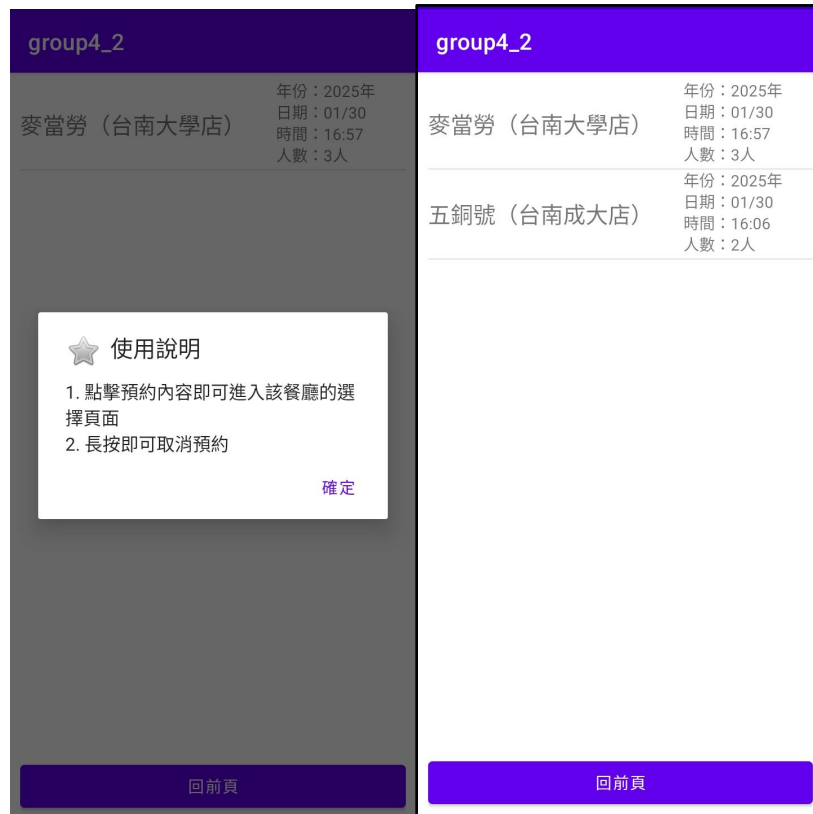 group4_2
麥當勞（台南大學店）
年份：2025年
日期：01/30
時間：16:57
人數：3人
使用說明
1. 點擊預約內容即可進入該餐廳的選
擇頁面
2. 長按即可取消預約
確定
回前頁
group4_2
麥當勞（台南大學店）
年份：2025年
日期：01/30
時間：16:57
人數：3人
五銅號（台南成大店）
年份：2025年
日期：01/30
時間：16:06
人數：2人
回前頁